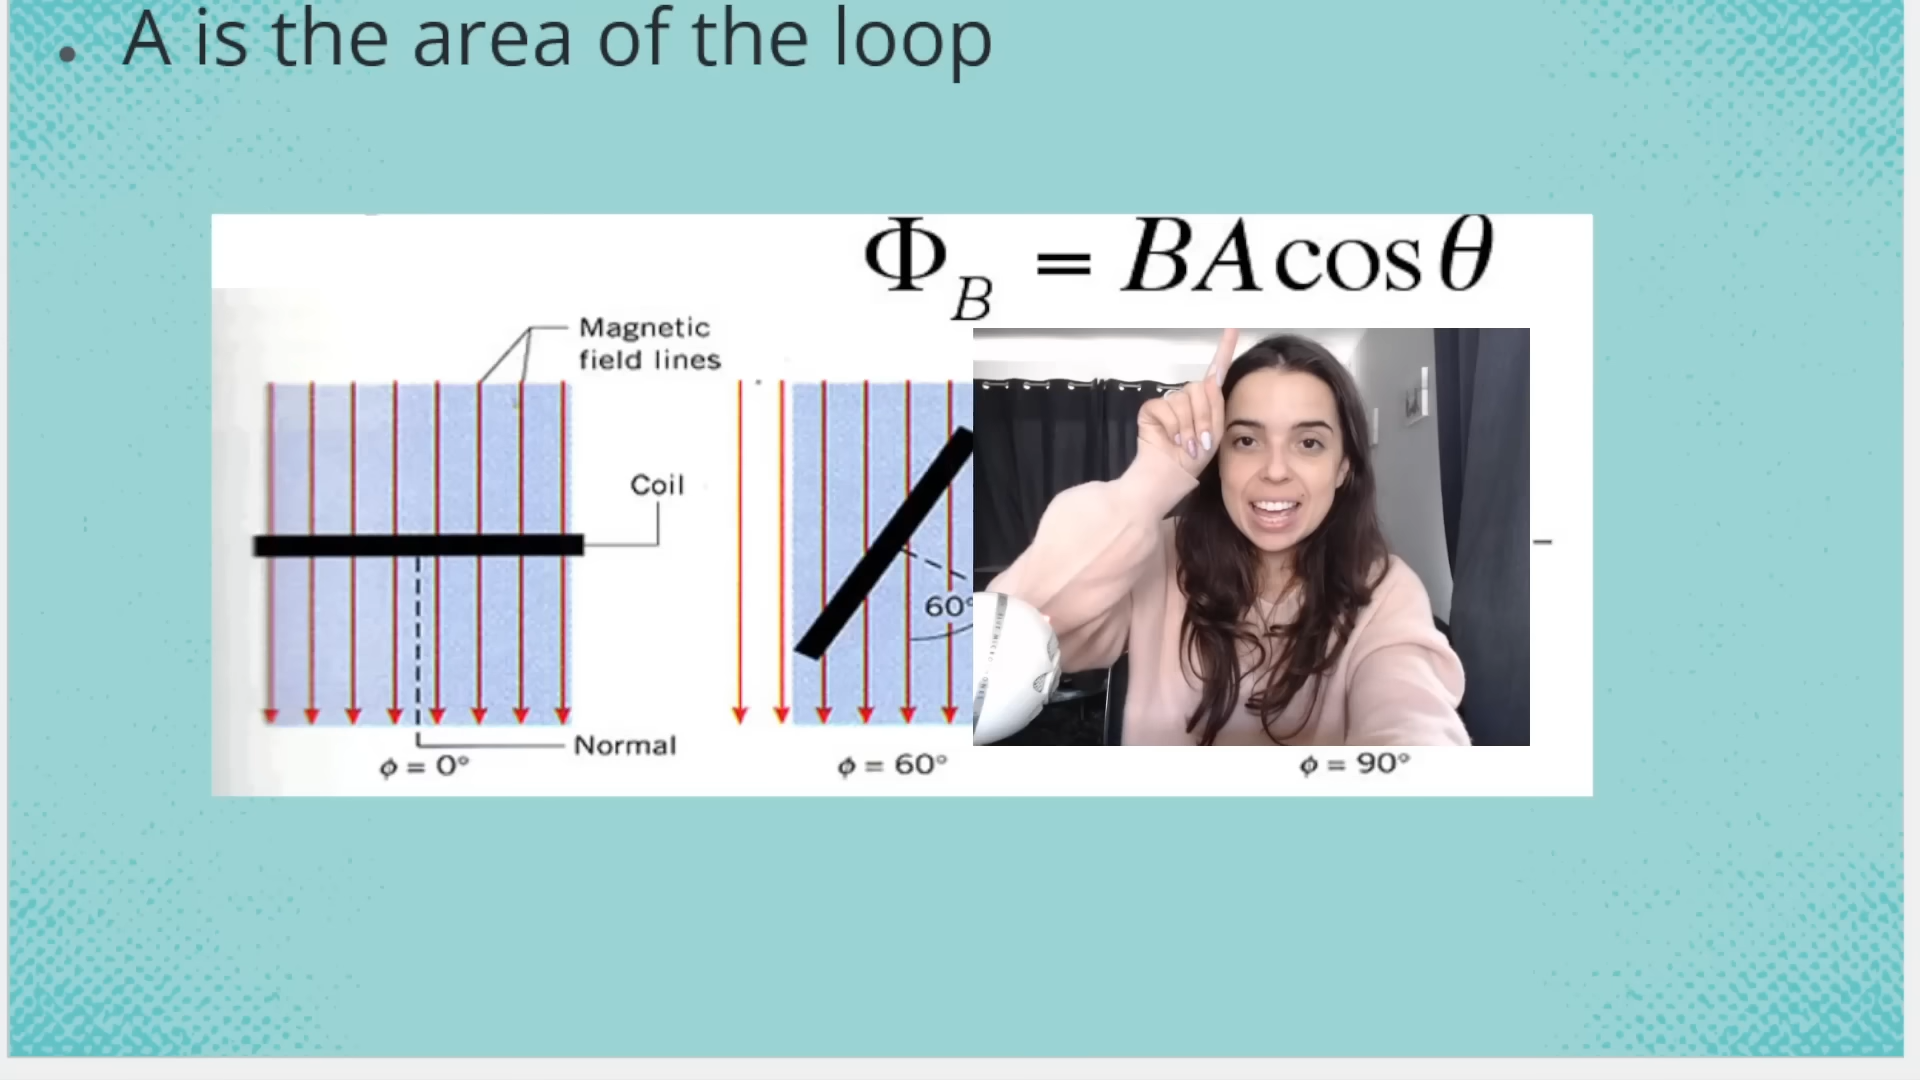 • A is the area of the loop
Φ_B = BA cos θ
Magnetic
field lines
Coil
60°
Normal
ϕ = 0°
ϕ = 60°
ϕ = 90°